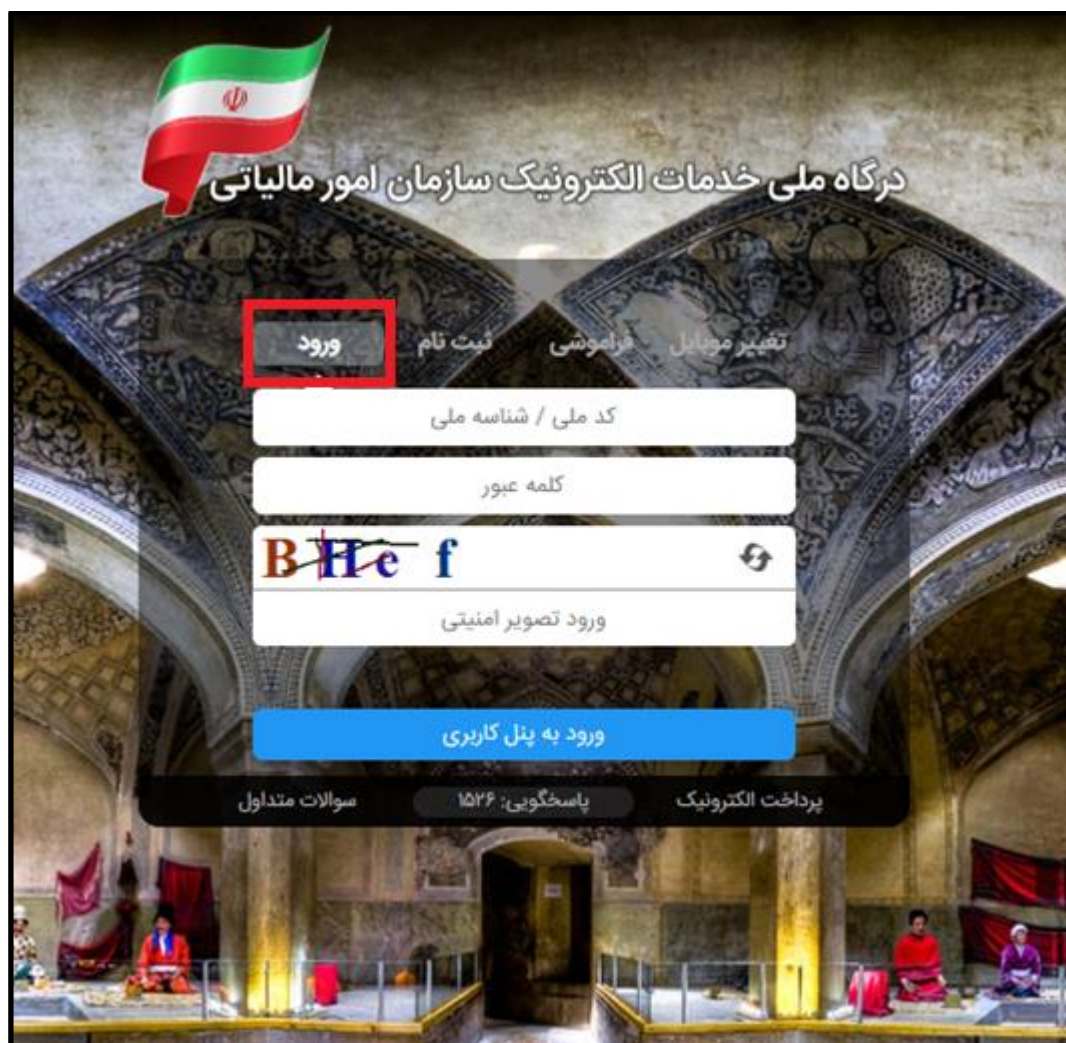 درگاه ملی خدمات الکترونیک سازمان امور مالیاتی
تغییر موبایل فراموشی ثبت نام ورود
کد ملی / شناسه ملی
کلمه عبور
B H e f
ورود تصویر امنیتی
ورود به پنل کاربری
پرداخت الکترونیک پاسخگویی: ۱۵۲۶ سوالات متداول